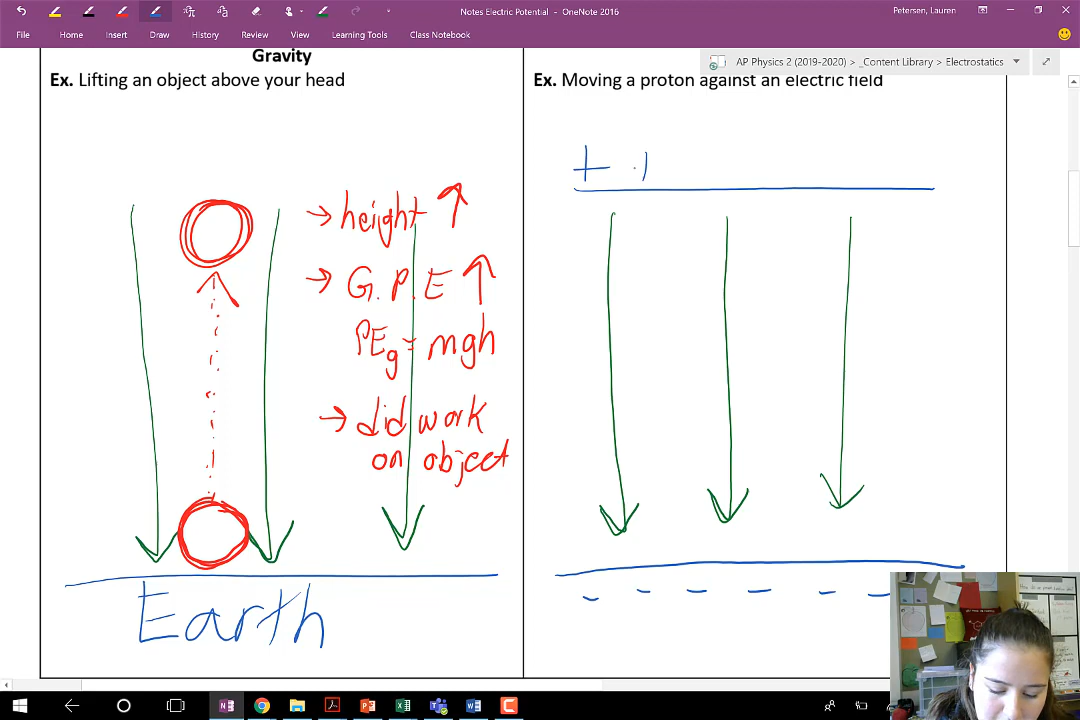 Notes Electric Potential - OneNote 2016
Petersen, Lauren
File Home Insert Draw History Review View Learning Tools Class Notebook
AP Physics 2 (2019-2020) > _Content Library > Electrostatics
Gravity
Ex. Lifting an object above your head
→ height ↑
→ G.P.E ↑
PEg = mgh
→ did work
on object
Earth
Ex. Moving a proton against an electric field
+
- - - - - -